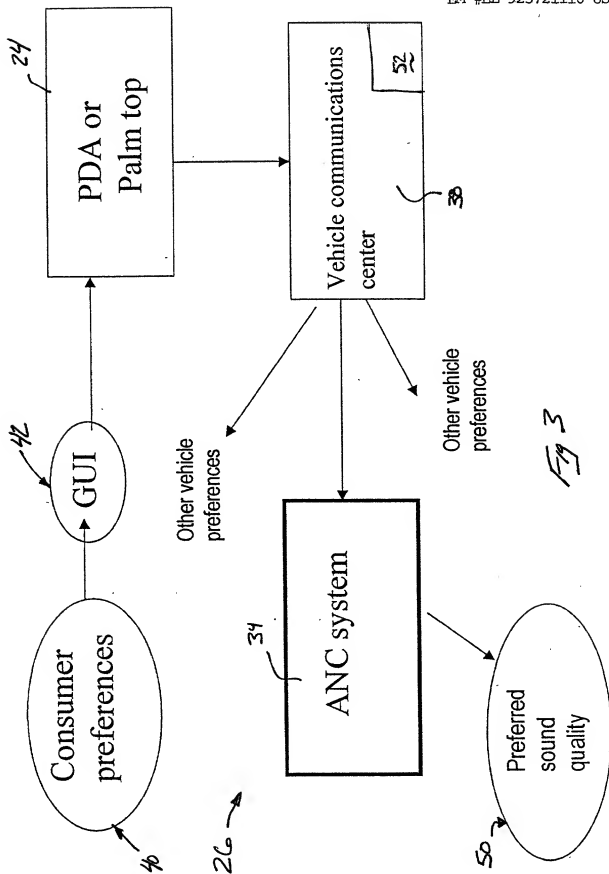 Consumer
preferences
40
42
GUI
24
PDA or
Palm top
26
34
ANC system
Other vehicle
preferences
Vehicle communications
center
52
38
Other vehicle
preferences
50
Preferred
sound
quality
Fig 3